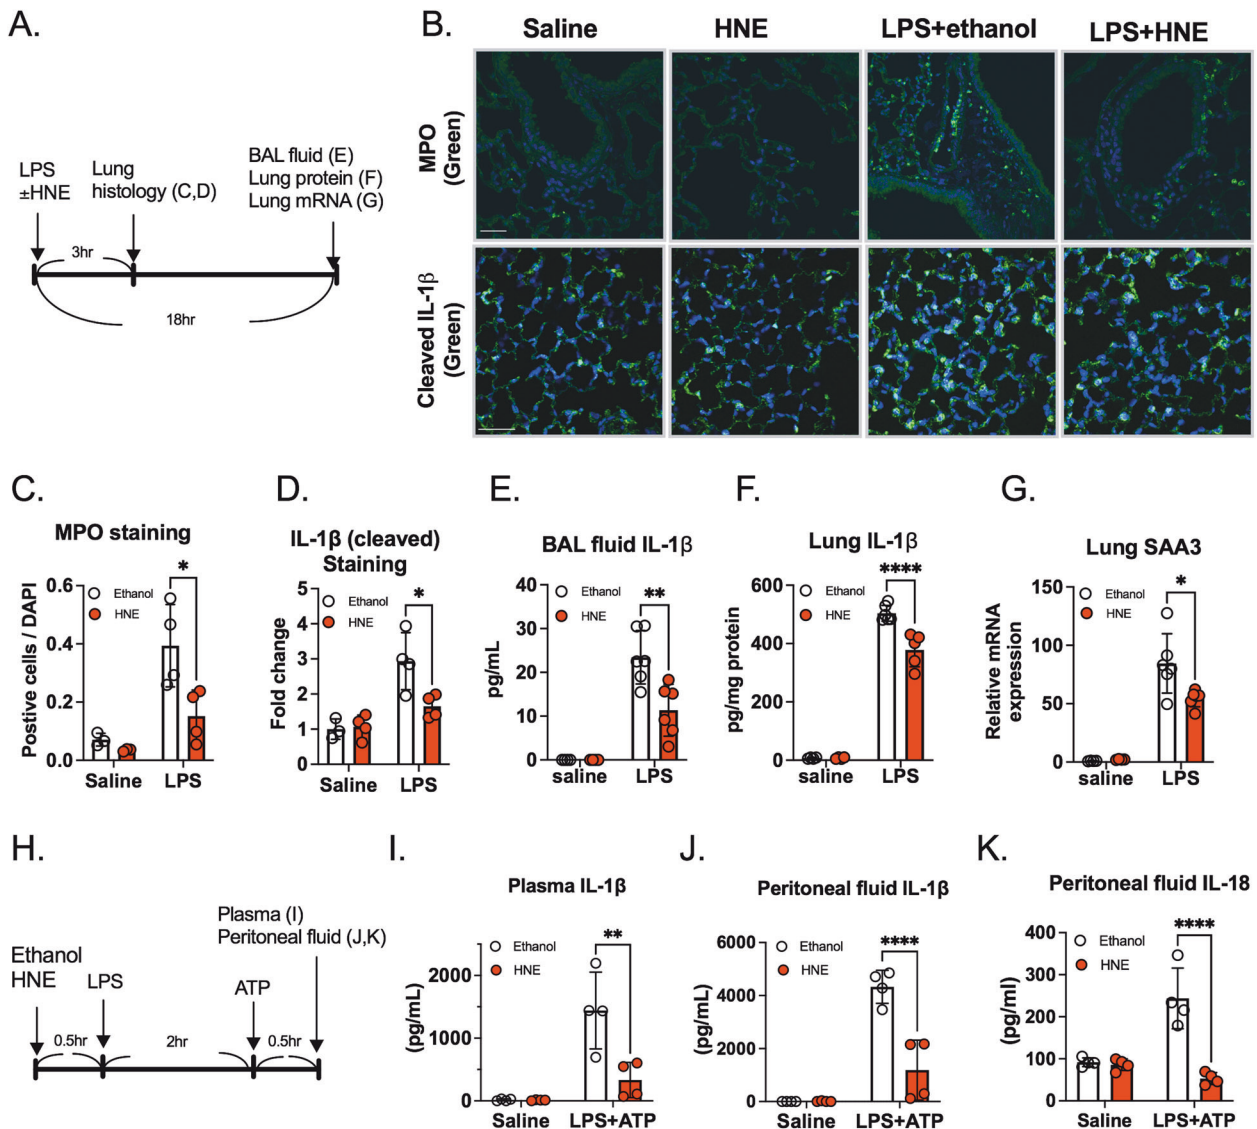 A.
LPS
±HNE
Lung
histology (C,D)
BAL fluid (E)
Lung protein (F)
Lung mRNA (G)
3hr
18hr
B.
Saline
HNE
LPS+ethanol
LPS+HNE
MPO
(Green)
Cleaved IL-1β
(Green)
C.
MPO staining
Postive cells / DAPI
0.6
0.4
0.2
0.0
Ethanol
HNE
*
Saline
LPS
D.
IL-1β (cleaved)
Staining
Fold change
5
4
3
2
1
0
Ethanol
HNE
*
Saline
LPS
E.
BAL fluid IL-1β
pg/mL
40
30
20
10
0
Ethanol
HNE
**
saline
LPS
F.
Lung IL-1β
pg/mg protein
600
400
200
0
Ethanol
HNE
****
saline
LPS
G.
Lung SAA3
Relative mRNA
expression
150
100
50
0
Ethanol
HNE
*
saline
LPS
H.
Ethanol
HNE
LPS
ATP
Plasma (I)
Peritoneal fluid (J,K)
0.5hr
2hr
0.5hr
I.
Plasma IL-1β
(pg/mL)
2000
1000
0
Ethanol
HNE
**
Saline
LPS+ATP
J.
Peritoneal fluid IL-1β
(pg/mL)
6000
4000
2000
0
Ethanol
HNE
****
Saline
LPS+ATP
K.
Peritoneal fluid IL-18
(pg/ml)
400
300
200
100
0
Ethanol
HNE
****
Saline
LPS+ATP